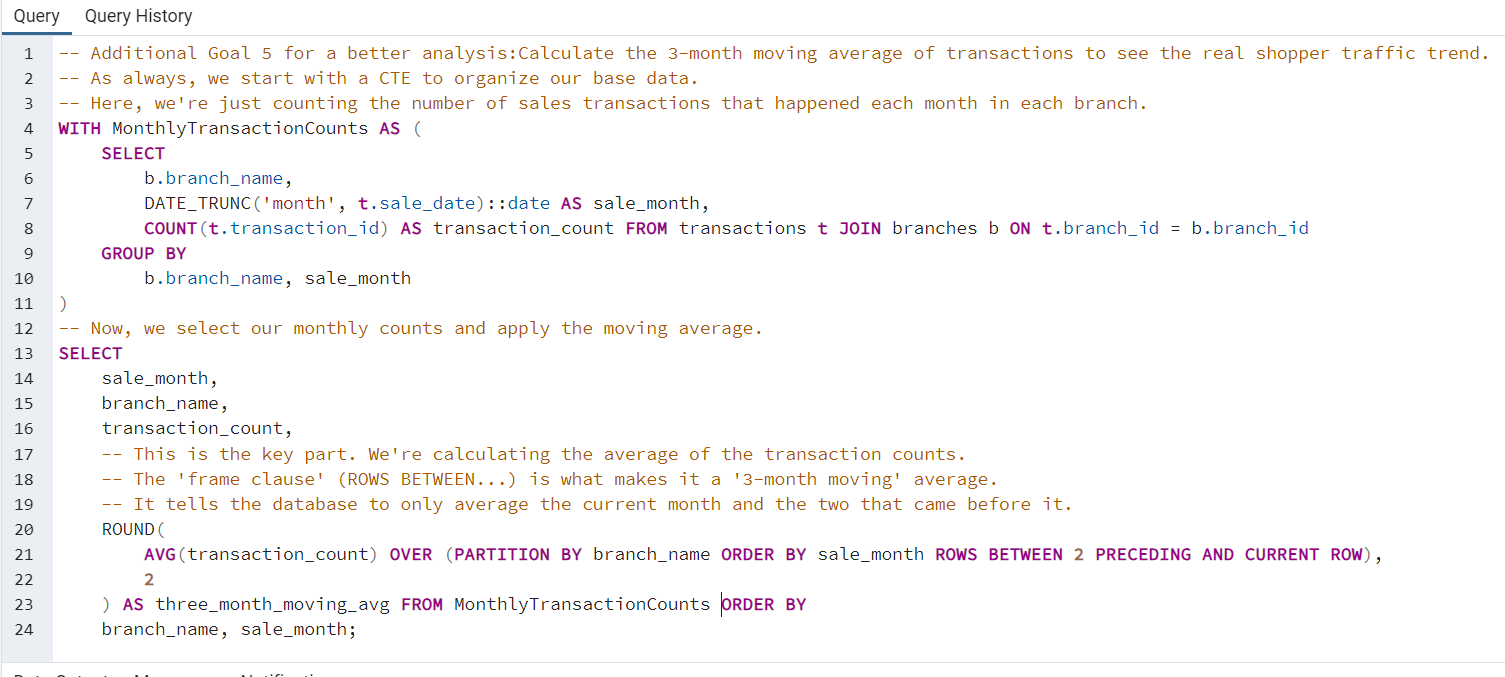 Query Query History
1 -- Additional Goal 5 for a better analysis:Calculate the 3-month moving average of transactions to see the real shopper traffic trend.
2 -- As always, we start with a CTE to organize our base data.
3 -- Here, we're just counting the number of sales transactions that happened each month in each branch.
4 WITH MonthlyTransactionCounts AS (
5 SELECT
6 b.branch_name,
7 DATE_TRUNC('month', t.sale_date)::date AS sale_month,
8 COUNT(t.transaction_id) AS transaction_count FROM transactions t JOIN branches b ON t.branch_id = b.branch_id
9 GROUP BY
10 b.branch_name, sale_month
11 )
12 -- Now, we select our monthly counts and apply the moving average.
13 SELECT
14 sale_month,
15 branch_name,
16 transaction_count,
17 -- This is the key part. We're calculating the average of the transaction counts.
18 -- The 'frame clause' (ROWS BETWEEN...) is what makes it a '3-month moving' average.
19 -- It tells the database to only average the current month and the two that came before it.
20 ROUND(
21 AVG(transaction_count) OVER (PARTITION BY branch_name ORDER BY sale_month ROWS BETWEEN 2 PRECEDING AND CURRENT ROW),
22 2
23 ) AS three_month_moving_avg FROM MonthlyTransactionCounts ORDER BY
24 branch_name, sale_month;